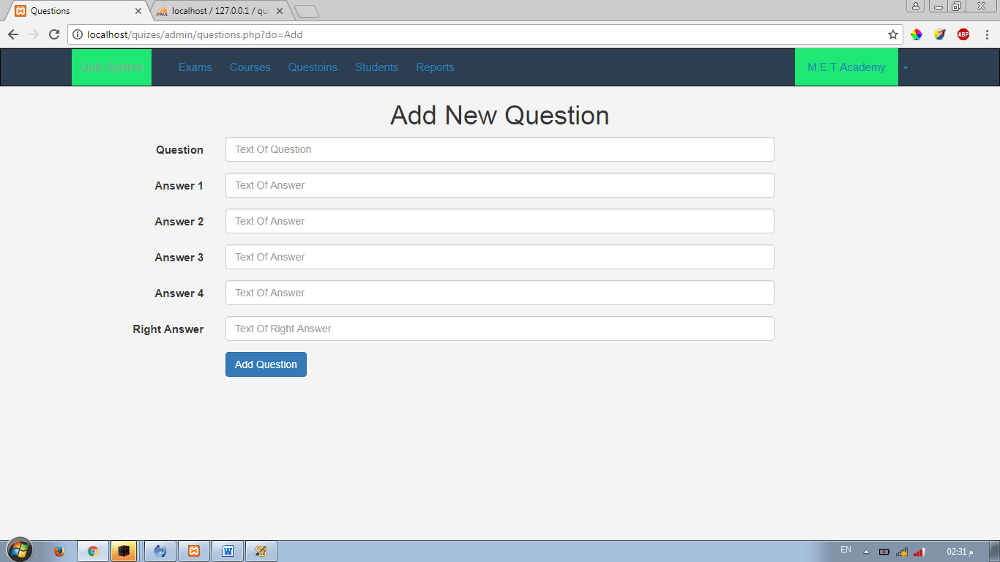 Questions
localhost / 127.0.0.1 / qui
localhost/quizes/admin/questions.php?do=Add
ABP
Quiz System
Exams
Courses
Questoins
Students
Reports
M.E.T Academy
Add New Question
Question
Text Of Question
Answer 1
Text Of Answer
Answer 2
Text Of Answer
Answer 3
Text Of Answer
Answer 4
Text Of Answer
Right Answer
Text Of Right Answer
Add Question
EN
02:31 م